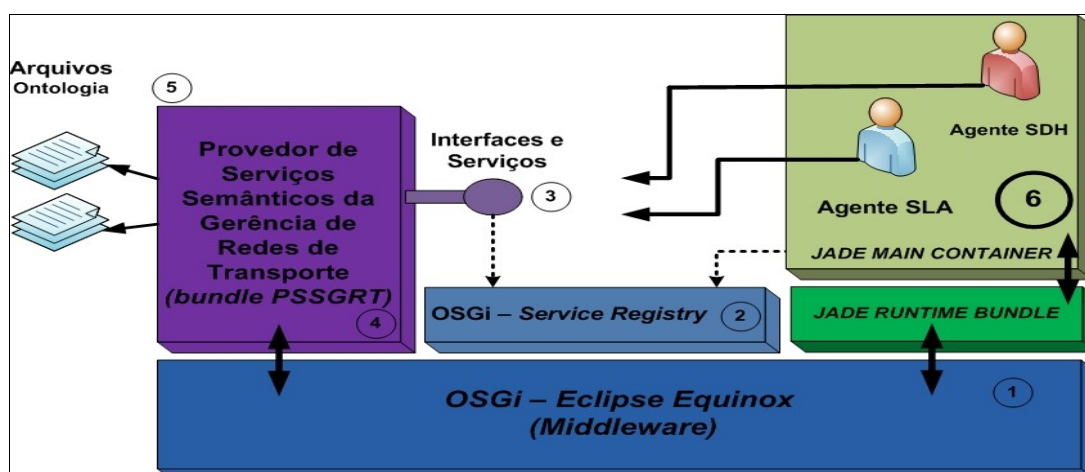 Arquivos
Ontologia
5
Provedor de
Serviços
Semânticos da
Gerência de
Redes de
Transporte
(bundle PSSGRT)
4
Interfaces e
Serviços
3
Agente SDH
Agente SLA
6
JADE MAIN CONTAINER
OSGi – Service Registry
2
JADE RUNTIME BUNDLE
OSGi – Eclipse Equinox
(Middleware)
1